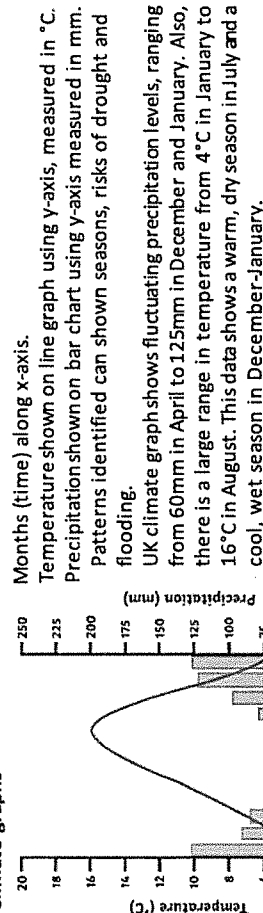 Climate graphs
Temperature (°C)
20
18
16
14
12
10
8
250
225
200
175
150
125
88
75
Precipitation (mm)
Months (time) along x-axis.
Temperature shown on line graph using y-axis, measured in °C.
Precipitation shown on bar chart using y-axis measured in mm.
Patterns identified can shown seasons, risks of drought and
flooding.
UK climate graph shows fluctuating precipitation levels, ranging
from 60mm in April to 125mm in December and January. Also,
there is a large range in temperature from 4°C in January to
16°C in August. This data shows a warm, dry season in July and a
cool, wet season in December-January.